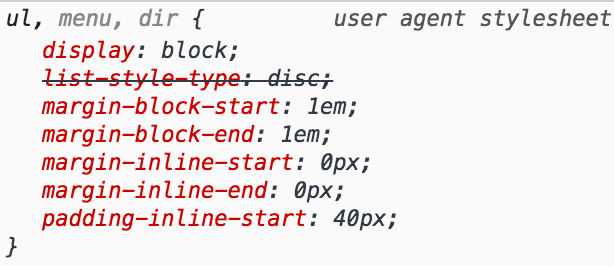 ul, menu, dir { user agent stylesheet
display: block;
list-style-type: disc;
margin-block-start: 1em;
margin-block-end: 1em;
margin-inline-start: 0px;
margin-inline-end: 0px;
padding-inline-start: 40px;
}